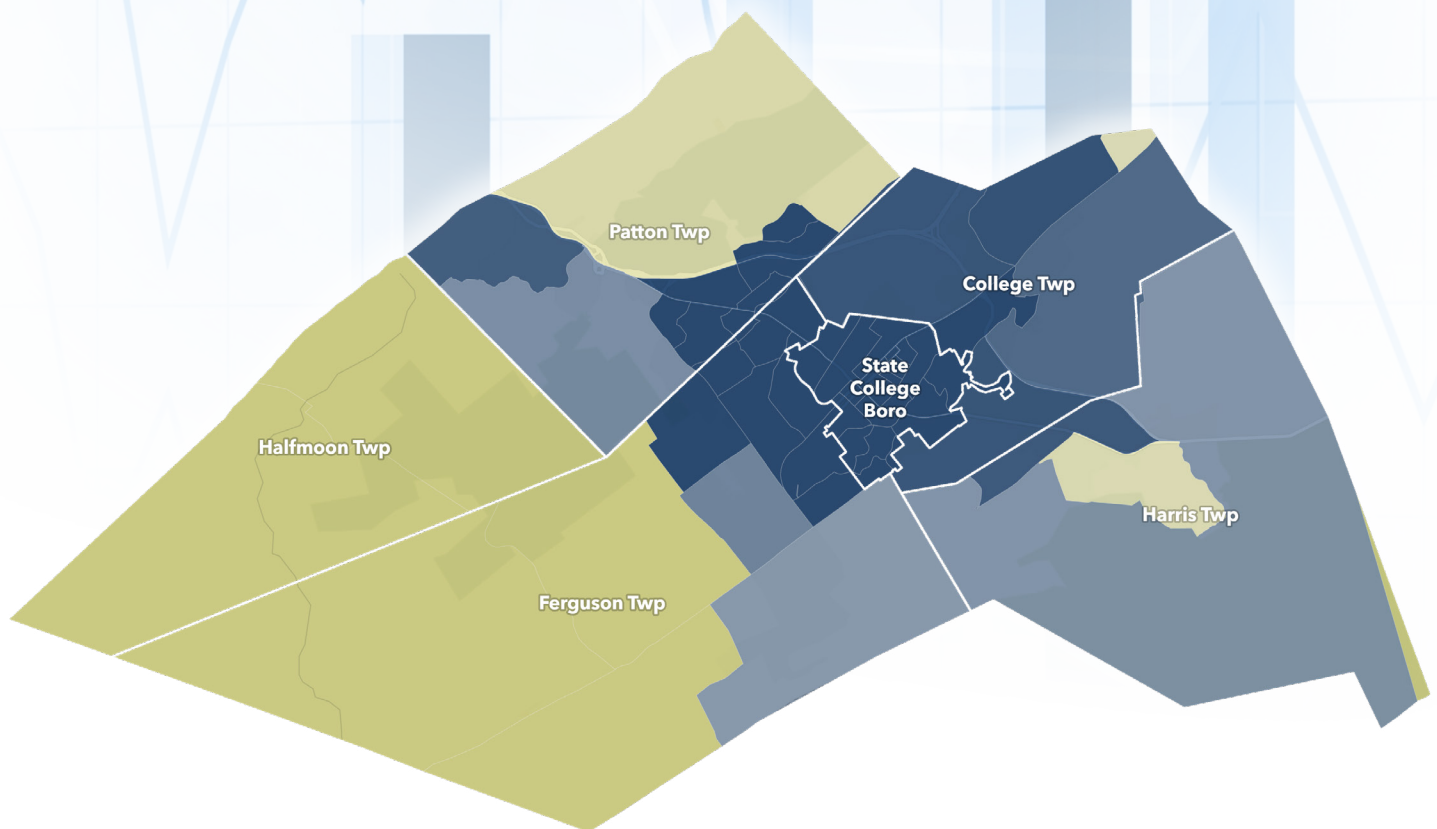 Patton Twp
College Twp
State
College
Boro
Halfmoon Twp
Harris Twp
Ferguson Twp